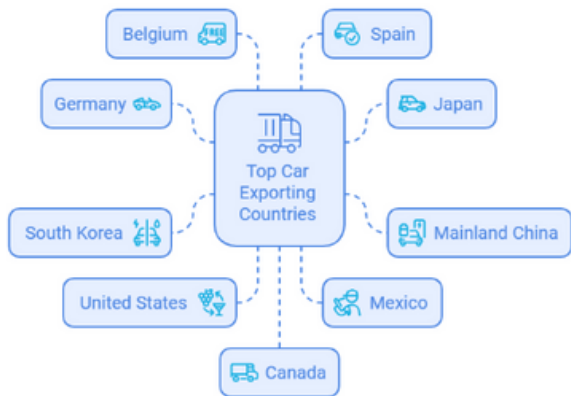 Belgium
Spain
Germany
Japan
Top Car
Exporting
Countries
South Korea
Mainland China
United States
Mexico
Canada